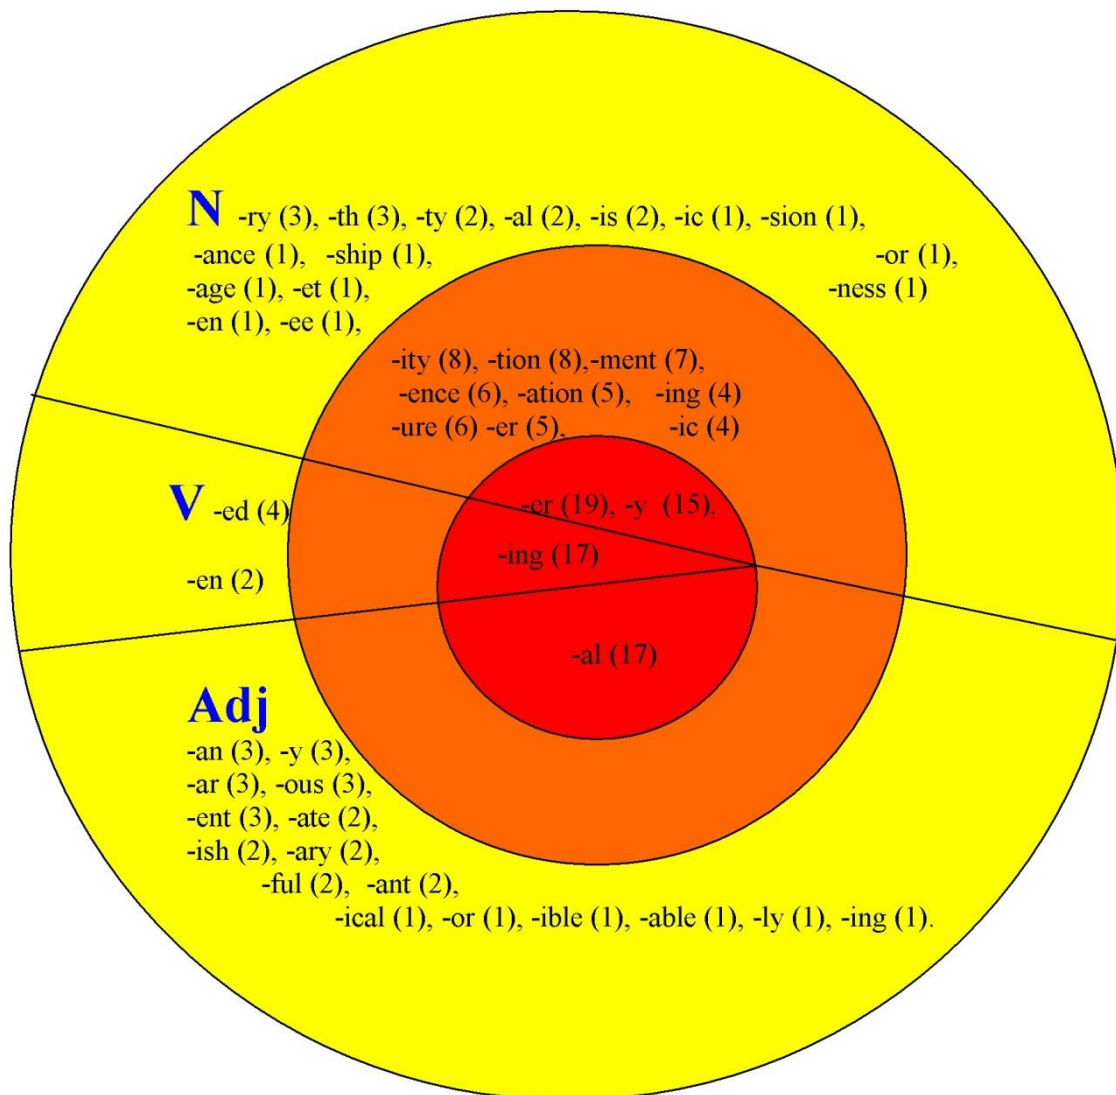 N -ry (3), -th (3), -ty (2), -al (2), -is (2), -ic (1), -sion (1),
-ance (1), -ship (1), -or (1),
-age (1), -et (1), -ness (1)
-en (1), -ee (1),
-ity (8), -tion (8),-ment (7),
-ence (6), -ation (5), -ing (4)
-ure (6) -er (5), -ic (4)
V -ed (4)
-er (19), -y (15),
-ing (17)
-en (2)
-al (17)
Adj
-an (3), -y (3),
-ar (3), -ous (3),
-ent (3), -ate (2),
-ish (2), -ary (2),
-ful (2), -ant (2),
-ical (1), -or (1), -ible (1), -able (1), -ly (1), -ing (1).